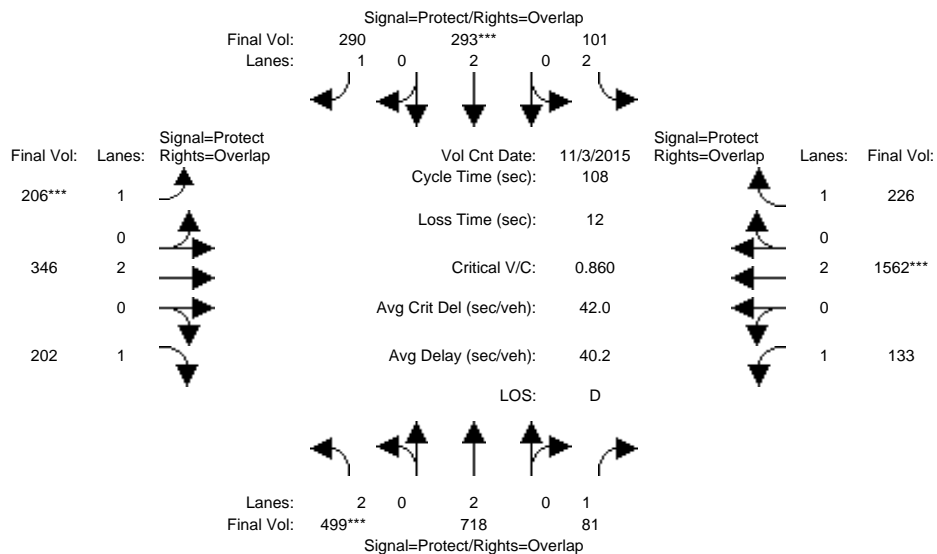 Signal=Protect/Rights=Overlap
Final Vol: 290 293*** 101
Lanes: 1 0 2 0 2
Signal=Protect
Final Vol: Lanes: Rights=Overlap
Vol Cnt Date: 11/3/2015
Signal=Protect
Rights=Overlap Lanes: Final Vol:
Cycle Time (sec): 108
206*** 1
1 226
Loss Time (sec): 12
0
0
346 2
Critical V/C: 0.860
2 1562***
0
Avg Crit Del (sec/veh): 42.0
0
202 1
Avg Delay (sec/veh): 40.2
1 133
LOS: D
Lanes: 2 0 2 0 1
Final Vol: 499*** 718 81
Signal=Protect/Rights=Overlap